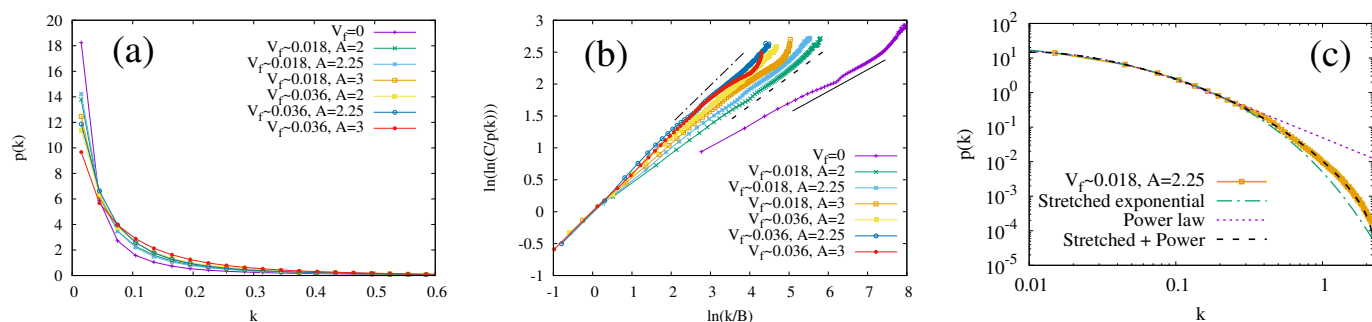 20
18
16
14
12
10
8
6
4
2
0
p(k)
0
0.1
0.2
0.3
0.4
0.5
0.6
k
(a)
V_f=0
V_f~0.018, A=2
V_f~0.018, A=2.25
V_f~0.018, A=3
V_f~0.036, A=2
V_f~0.036, A=2.25
V_f~0.036, A=3
3
2.5
2
1.5
1
0.5
0
-0.5
-1
ln(ln(C/p(k)))
-1
0
1
2
3
4
5
6
7
8
ln(k/B)
(b)
V_f=0
V_f~0.018, A=2
V_f~0.018, A=2.25
V_f~0.018, A=3
V_f~0.036, A=2
V_f~0.036, A=2.25
V_f~0.036, A=3
10^2
10^1
10^0
10^-1
10^-2
10^-3
10^-4
10^-5
p(k)
0.01
0.1
1
k
(c)
V_f~0.018, A=2.25
Stretched exponential
Power law
Stretched + Power